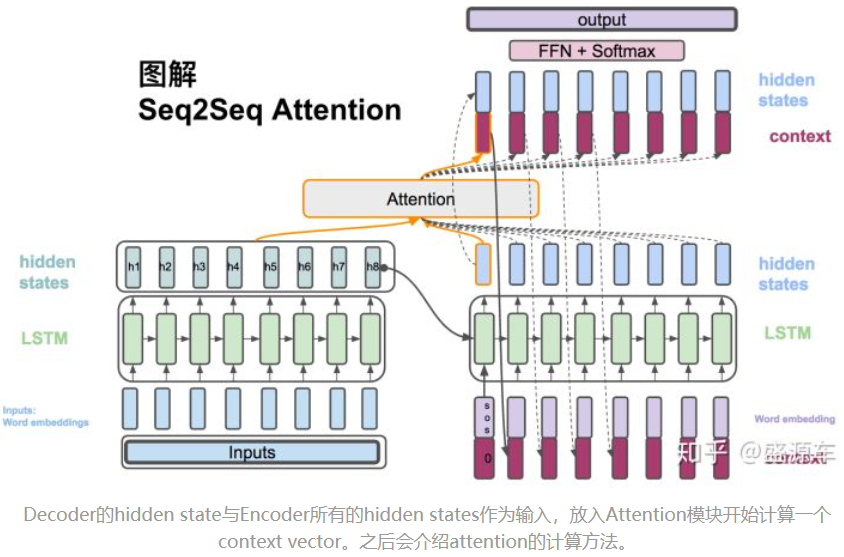 output
FFN + Softmax
图解
Seq2Seq Attention
hidden
states
context
Attention
hidden
states
h1 h2 h3 h4 h5 h6 h7 h8
hidden
states
LSTM
LSTM
Inputs:
Word embeddings
s
o
s
Word embedding
0
context
知乎 @盛源车
Inputs
Decoder的hidden state与Encoder所有的hidden states作为输入，放入Attention模块开始计算一个
context vector。之后会介绍attention的计算方法。